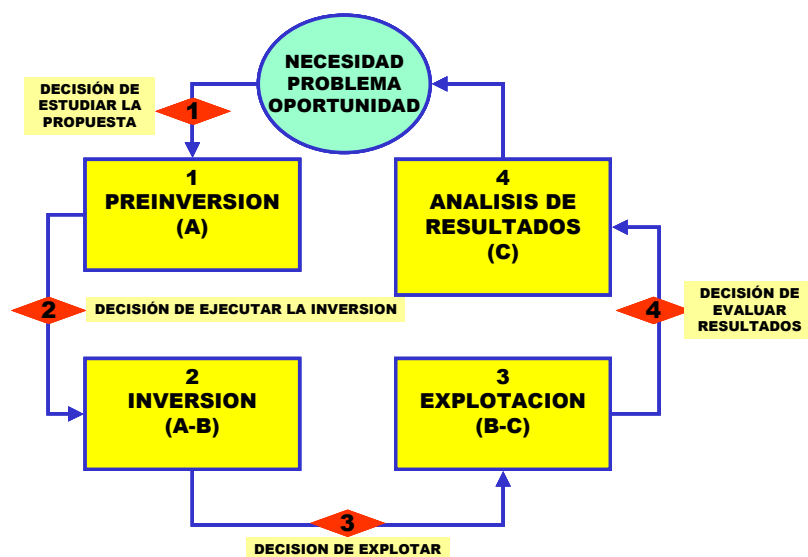 NECESIDAD
PROBLEMA
OPORTUNIDAD
DECISIÓN DE
ESTUDIAR LA
PROPUESTA
1
1
PREINVERSION
(A)
4
ANALISIS DE
RESULTADOS
(C)
2
DECISIÓN DE EJECUTAR LA INVERSION
4
DECISIÓN DE
EVALUAR
RESULTADOS
2
INVERSION
(A-B)
3
EXPLOTACION
(B-C)
3
DECISION DE EXPLOTAR